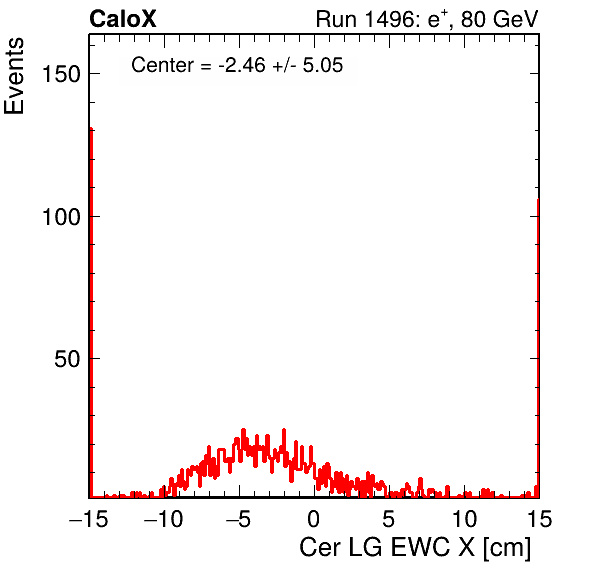 CaloX Run 1496: e+, 80 GeV
Center = -2.46 +/- 5.05
Events
150
100
50
−15 −10 −5 0 5 10 15
Cer LG EWC X [cm]